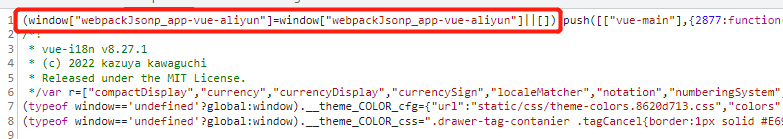 1 (window["webpackJsonp_app-vue-aliyun"]=window["webpackJsonp_app-vue-aliyun"]||[]).push([["vue-main"],{2877:function
2 /*!
3 * vue-i18n v8.27.1
4 * (c) 2022 kazuya kawaguchi
5 * Released under the MIT License.
6 */var r=["compactDisplay","currency","currencyDisplay","currencySign","localeMatcher","notation","numberingSystem",
7 (typeof window=='undefined'?global:window).__theme_COLOR_cfg={"url":"static/css/theme-colors.8620d713.css","colors"
8 (typeof window=='undefined'?global:window).__theme_COLOR_css=".drawer-tag-contanier .tagCancel{border:1px solid #E6
9